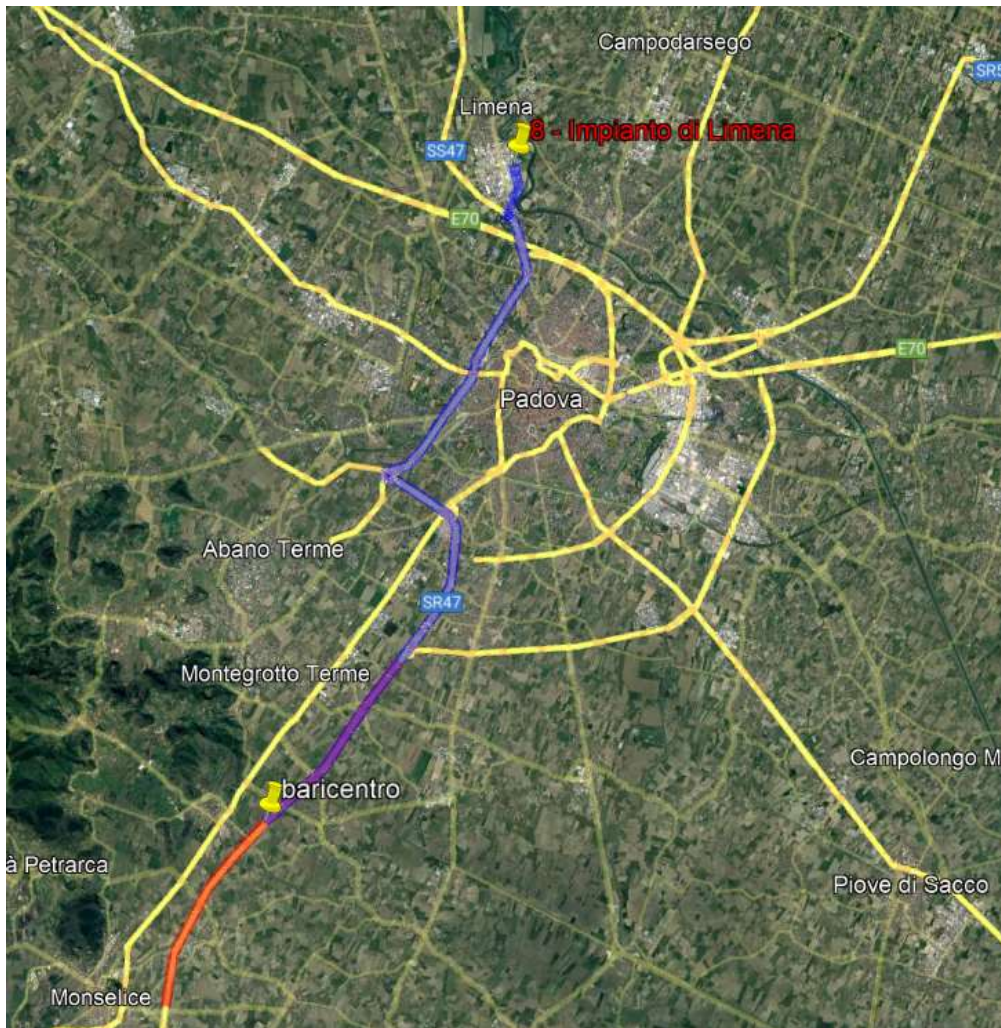 Campodarsego
SR5
Limena
8 - Impianto di Limena
SS47
E70
E70
Padova
Abano Terme
SR47
Montegrotto Terme
Campolongo M
baricentro
à Petrarca
Piove di Sacco
Monselice